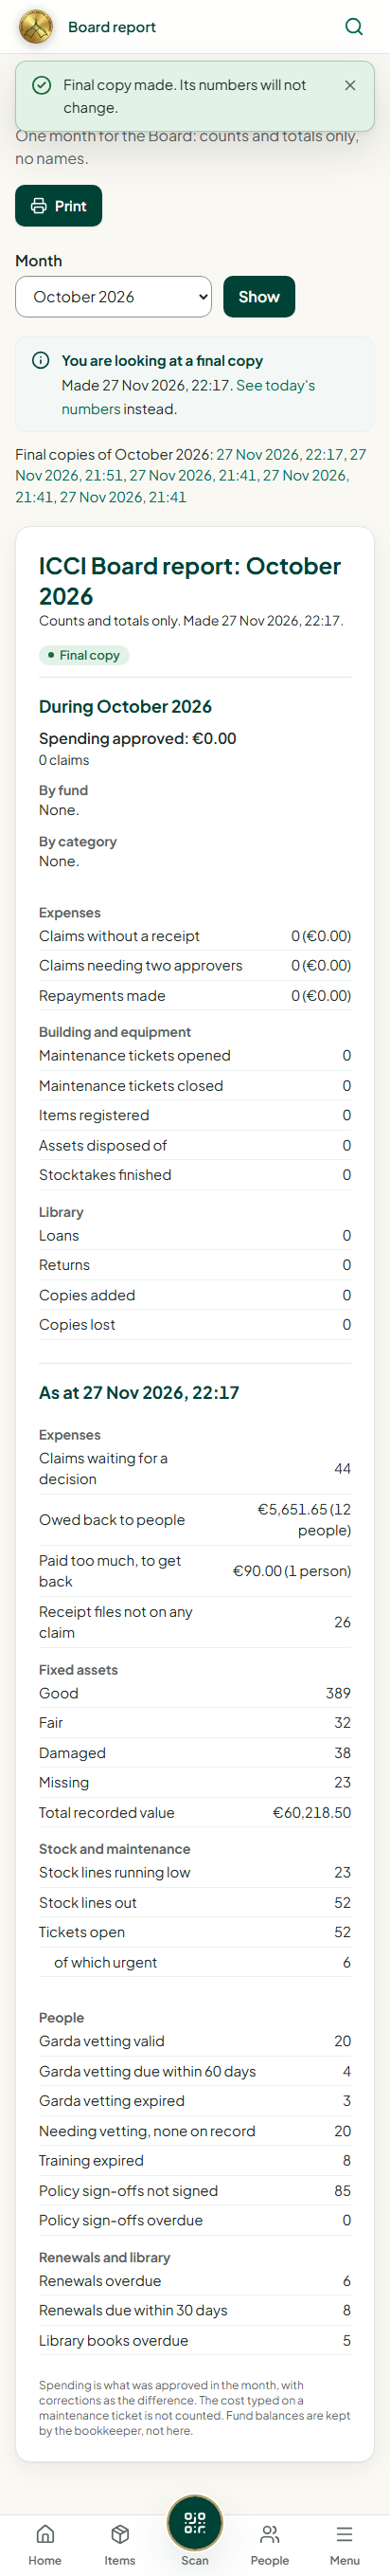 Board report
Final copy made. Its numbers will not
change.
One month for the Board: counts and totals only,
no names.
Print
Month
October 2026
Show
You are looking at a final copy
Made 27 Nov 2026, 22:17. See today's
numbers instead.
Final copies of October 2026: 27 Nov 2026, 22:17, 27
Nov 2026, 21:51, 27 Nov 2026, 21:41, 27 Nov 2026,
21:41, 27 Nov 2026, 21:41
ICCI Board report: October
2026
Counts and totals only. Made 27 Nov 2026, 22:17.
Final copy
During October 2026
Spending approved: €0.00
0 claims
By fund
None.
By category
None.
Expenses
Claims without a receipt 0 (€0.00)
Claims needing two approvers 0 (€0.00)
Repayments made 0 (€0.00)
Building and equipment
Maintenance tickets opened 0
Maintenance tickets closed 0
Items registered 0
Assets disposed of 0
Stocktakes finished 0
Library
Loans 0
Returns 0
Copies added 0
Copies lost 0
As at 27 Nov 2026, 22:17
Expenses
Claims waiting for a
decision 44
Owed back to people €5,651.65 (12
people)
Paid too much, to get
back €90.00 (1 person)
Receipt files not on any
claim 26
Fixed assets
Good 389
Fair 32
Damaged 38
Missing 23
Total recorded value €60,218.50
Stock and maintenance
Stock lines running low 23
Stock lines out 52
Tickets open 52
of which urgent 6
People
Garda vetting valid 20
Garda vetting due within 60 days 4
Garda vetting expired 3
Needing vetting, none on record 20
Training expired 8
Policy sign-offs not signed 85
Policy sign-offs overdue 0
Renewals and library
Renewals overdue 6
Renewals due within 30 days 8
Library books overdue 5
Spending is what was approved in the month, with
corrections as the difference. The cost typed on a
maintenance ticket is not counted. Fund balances are kept
by the bookkeeper, not here.
Home Items Scan People Menu